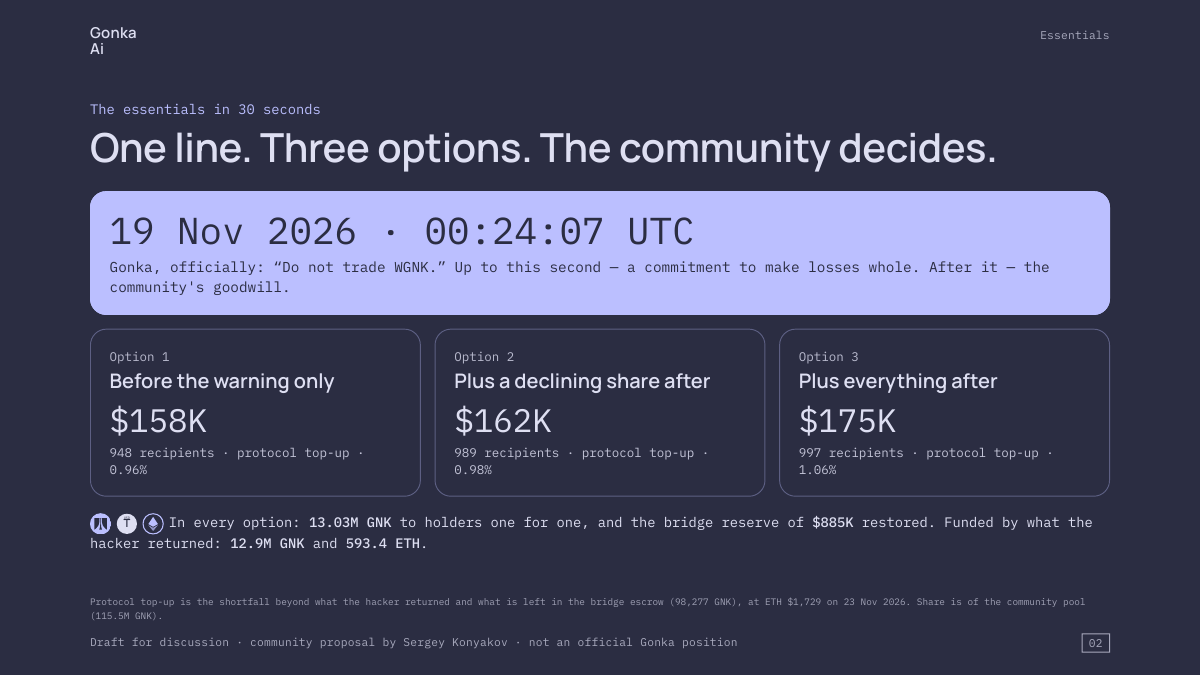 Gonka
Ai
Essentials
The essentials in 30 seconds
One line. Three options. The community decides.
19 Nov 2026 · 00:24:07 UTC
Gonka, officially: “Do not trade WGNK.” Up to this second — a commitment to make losses whole. After it — the
community's goodwill.
Option 1
Before the warning only
$158K
948 recipients · protocol top-up ·
0.96%
Option 2
Plus a declining share after
$162K
989 recipients · protocol top-up ·
0.98%
Option 3
Plus everything after
$175K
997 recipients · protocol top-up ·
1.06%
In every option: 13.03M GNK to holders one for one, and the bridge reserve of $885K restored. Funded by what the
hacker returned: 12.9M GNK and 593.4 ETH.
Protocol top-up is the shortfall beyond what the hacker returned and what is left in the bridge escrow (98,277 GNK), at ETH $1,729 on 23 Nov 2026. Share is of the community pool
(115.5M GNK).
Draft for discussion · community proposal by Sergey Konyakov · not an official Gonka position
02